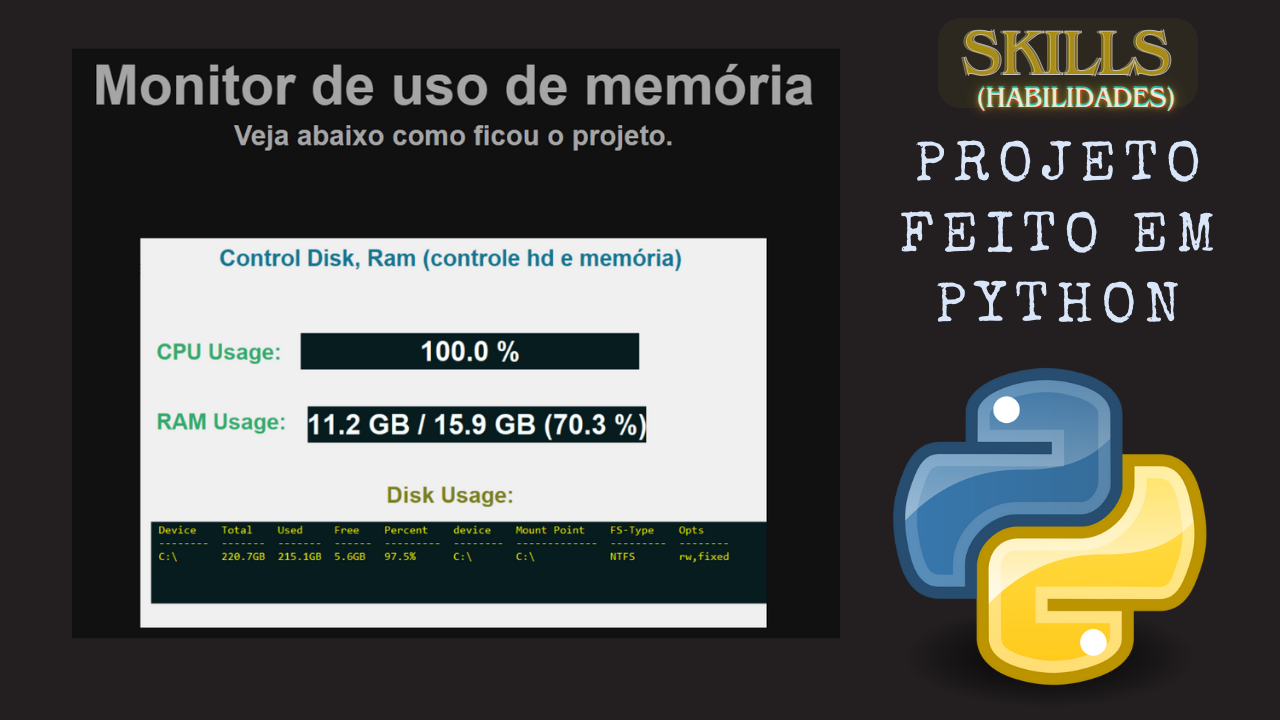 Monitor de uso de memória
Veja abaixo como ficou o projeto.
Control Disk, Ram (controle hd e memória)
CPU Usage: 100.0 %
RAM Usage: 11.2 GB / 15.9 GB (70.3 %)
Disk Usage:
Device Total Used Free Percent device Mount Point FS-Type Opts
-------- ------- ------- ------ --------- ------ ------------- --------- --------
C:\ 220.7GB 215.1GB 5.6GB 97.5% C:\ C:\ NTFS rw,fixed
SKILLS
(HABILIDADES)
PROJETO
FEITO EM
PYTHON